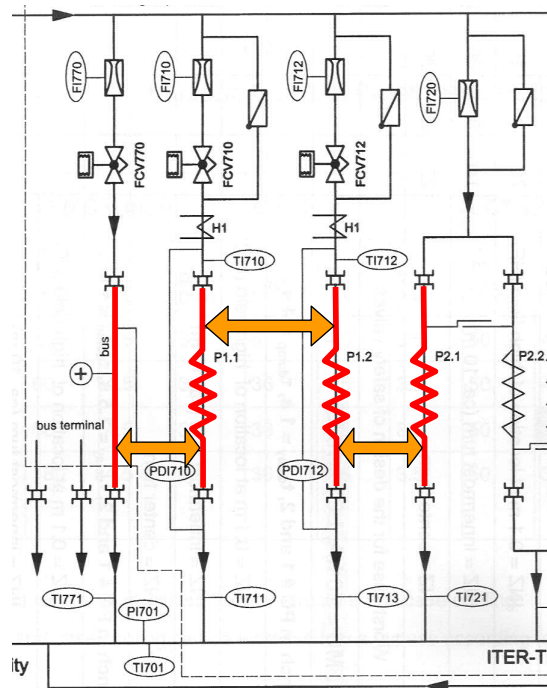 FI770
FI710
FI712
FI720
FCV770
FCV710
FCV712
H1
H1
TI710
TI712
bus
P1.1
P1.2
P2.1
P2.2
bus terminal
PDI710
PDI712
TI771
PI701
TI711
TI713
TI721
TI701
ity
ITER-T